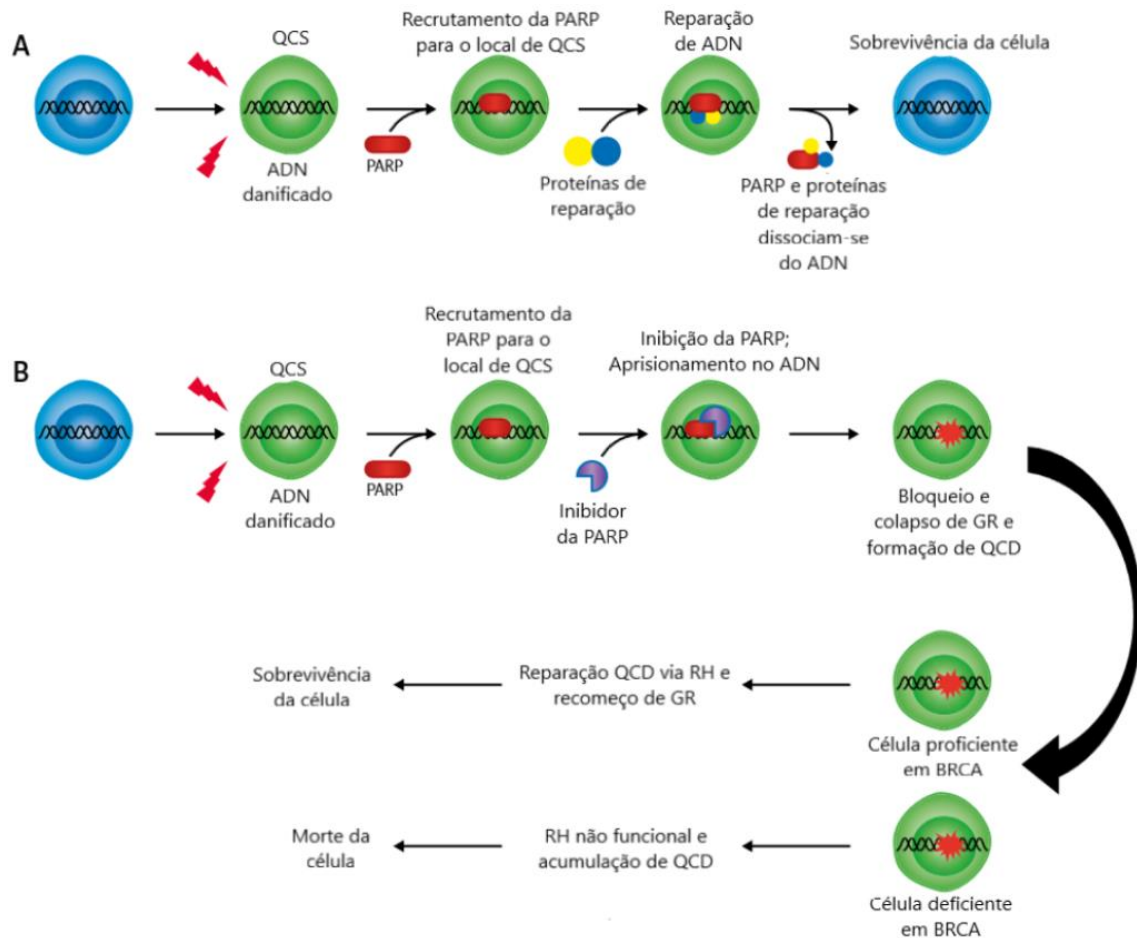 A
QCS
ADN
danificado
PARP
Recrutamento da PARP
para o local de QCS
Proteínas de
reparação
Reparação
de ADN
PARP e proteínas
de reparação
dissociam-se
do ADN
Sobrevivência da célula
B
QCS
ADN
danificado
PARP
Recrutamento da
PARP para o
local de QCS
Inibidor
da PARP
Inibição da PARP;
Aprisionamento no ADN
Bloqueio e
colapso de GR e
formação de QCD
Célula proficiente
em BRCA
Reparação QCD via RH e
recomeço de GR
Sobrevivência
da célula
Célula deficiente
em BRCA
RH não funcional e
acumulação de QCD
Morte da
célula